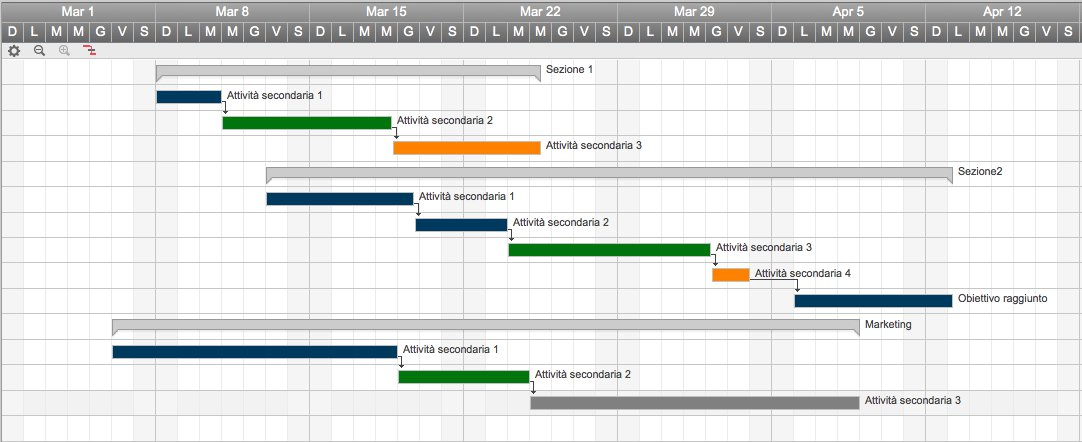 Mar 1 Mar 8 Mar 15 Mar 22 Mar 29 Apr 5 Apr 12
D L M M G V S D L M M G V S D L M M G V S D L M M G V S D L M M G V S D L M M G V S D L M M G V S
Sezione 1
Attività secondaria 1
Attività secondaria 2
Attività secondaria 3
Sezione2
Attività secondaria 1
Attività secondaria 2
Attività secondaria 3
Attività secondaria 4
Obiettivo raggiunto
Marketing
Attività secondaria 1
Attività secondaria 2
Attività secondaria 3